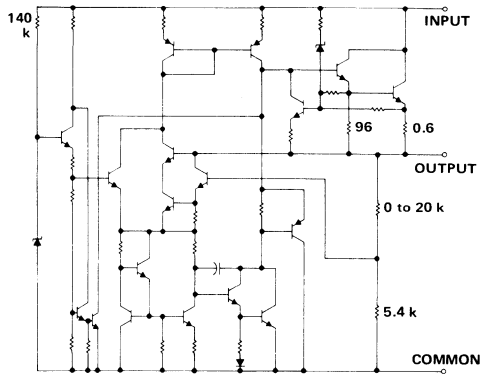 140
k
INPUT
96
0.6
OUTPUT
0 to 20 k
5.4 k
COMMON